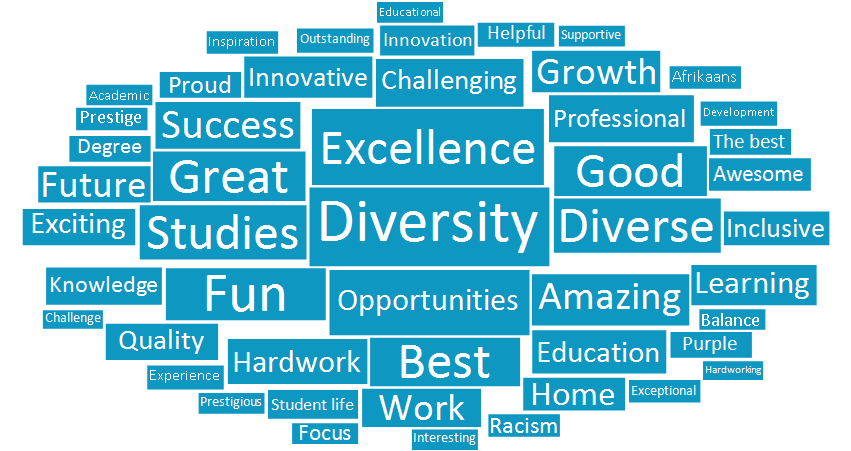 Educational
Inspiration
Outstanding
Innovation
Helpful
Supportive
Proud
Innovative
Challenging
Growth
Afrikaans
Academic
Prestige
Success
Excellence
Professional
Development
Degree
Great
Good
The best
Future
Awesome
Exciting
Studies
Diversity
Diverse
Inclusive
Knowledge
Fun
Opportunities
Amazing
Learning
Challenge
Quality
Hardwork
Best
Education
Balance
Purple
Experience
Hardworking
Prestigious
Student life
Work
Home
Exceptional
Focus
Interesting
Racism